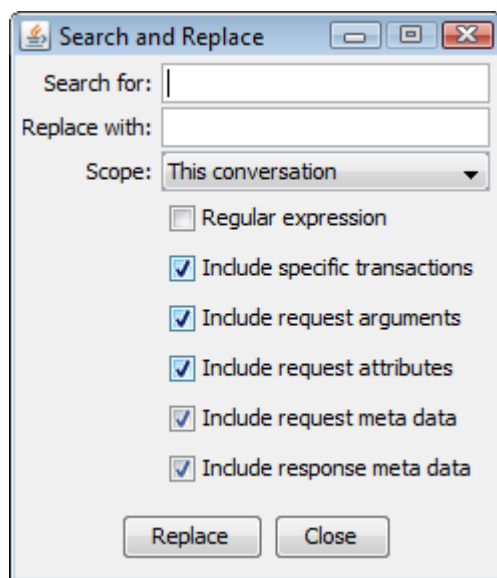 Search and Replace
Search for:
Replace with:
Scope: This conversation
Regular expression
Include specific transactions
Include request arguments
Include request attributes
Include request meta data
Include response meta data
Replace Close